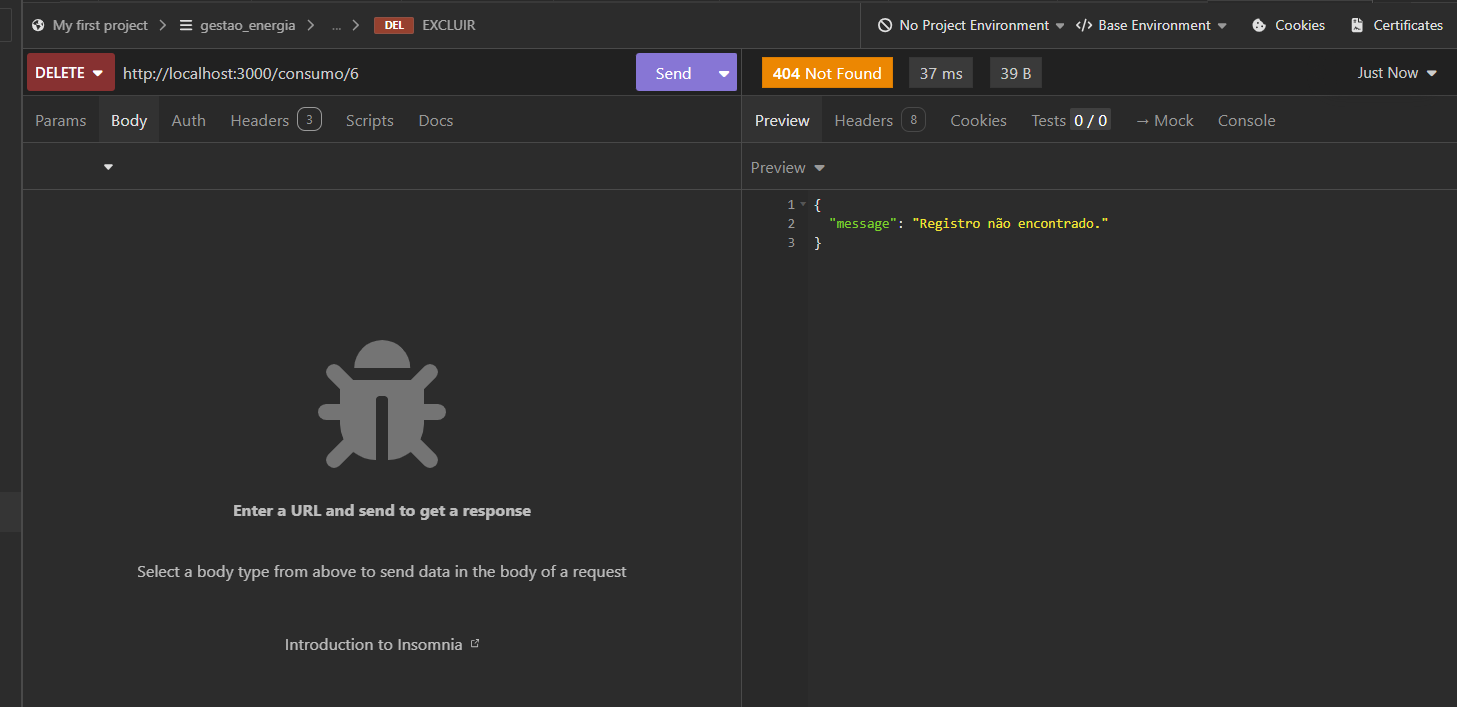 My first project > gestao_energia > ... > DEL EXCLUIR
No Project Environment </> Base Environment Cookies Certificates
DELETE http://localhost:3000/consumo/6 Send
404 Not Found 37 ms 39 B Just Now
Params Body Auth Headers 3 Scripts Docs
Preview Headers 8 Cookies Tests 0 / 0 → Mock Console
Preview
1 {
2 "message": "Registro não encontrado."
3 }
Enter a URL and send to get a response
Select a body type from above to send data in the body of a request
Introduction to Insomnia